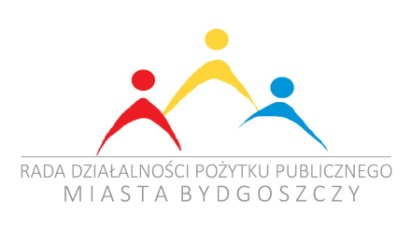 RADA DZIAŁALNOŚCI POŻYTKU PUBLICZNEGO
MIASTA BYDGOSZCZY